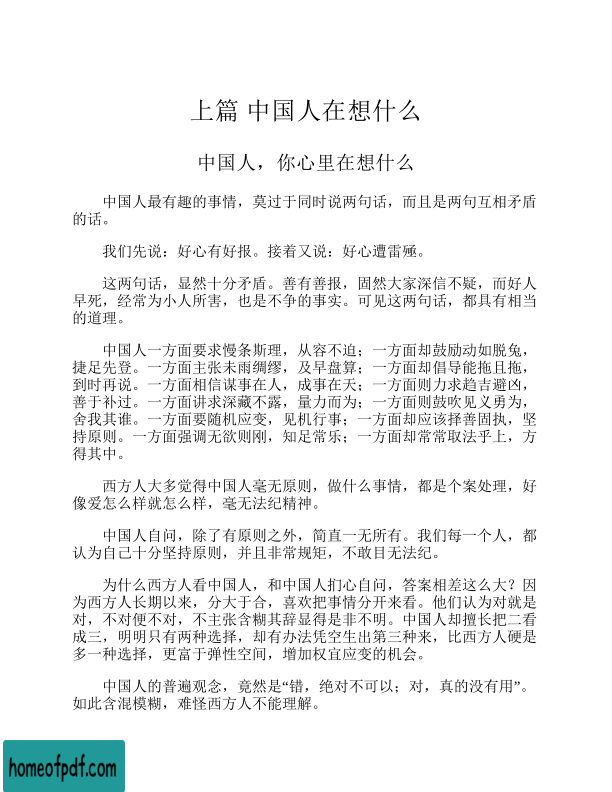 上篇 中国人在想什么
中国人，你心里在想什么
中国人最有趣的事情，莫过于同时说两句话，而且是两句互相矛盾
的话。
我们先说：好心有好报。接着又说：好心遭雷殛。
这两句话，显然十分矛盾。善有善报，固然大家深信不疑，而好人
早死，经常为小人所害，也是不争的事实。可见这两句话，都具有相当
的道理。
中国人一方面要求慢条斯理，从容不迫；一方面却鼓励动如脱兔，
捷足先登。一方面主张未雨绸缪，及早盘算；一方面却倡导能拖且拖，
到时再说。一方面相信谋事在人，成事在天；一方面则力求趋吉避凶，
善于补过。一方面讲求深藏不露，量力而为；一方面则鼓吹见义勇为，
舍我其谁。一方面要随机应变，见机行事；一方面却应该择善固执，坚
持原则。一方面强调无欲则刚，知足常乐；一方面却常常取法乎上，方
得其中。
西方人大多觉得中国人毫无原则，做什么事情，都是个案处理，好
像爱怎么样就怎么样，毫无法纪精神。
中国人自问，除了有原则之外，简直一无所有。我们每一个人，都
认为自己十分坚持原则，并且非常规矩，不敢目无法纪。
为什么西方人看中国人，和中国人扪心自问，答案相差这么大？因
为西方人长期以来，分大于合，喜欢把事情分开来看。他们认为对就是
对，不对便不对，不主张含糊其辞显得是非不明。中国人却擅长把二看
成三，明明只有两种选择，却有办法凭空生出第三种来，比西方人硬是
多一种选择，更富于弹性空间，增加权宜应变的机会。
中国人的普遍观念，竟然是“错，绝对不可以；对，真的没有用”。
如此含混模糊，难怪西方人不能理解。
homeofpdf.com